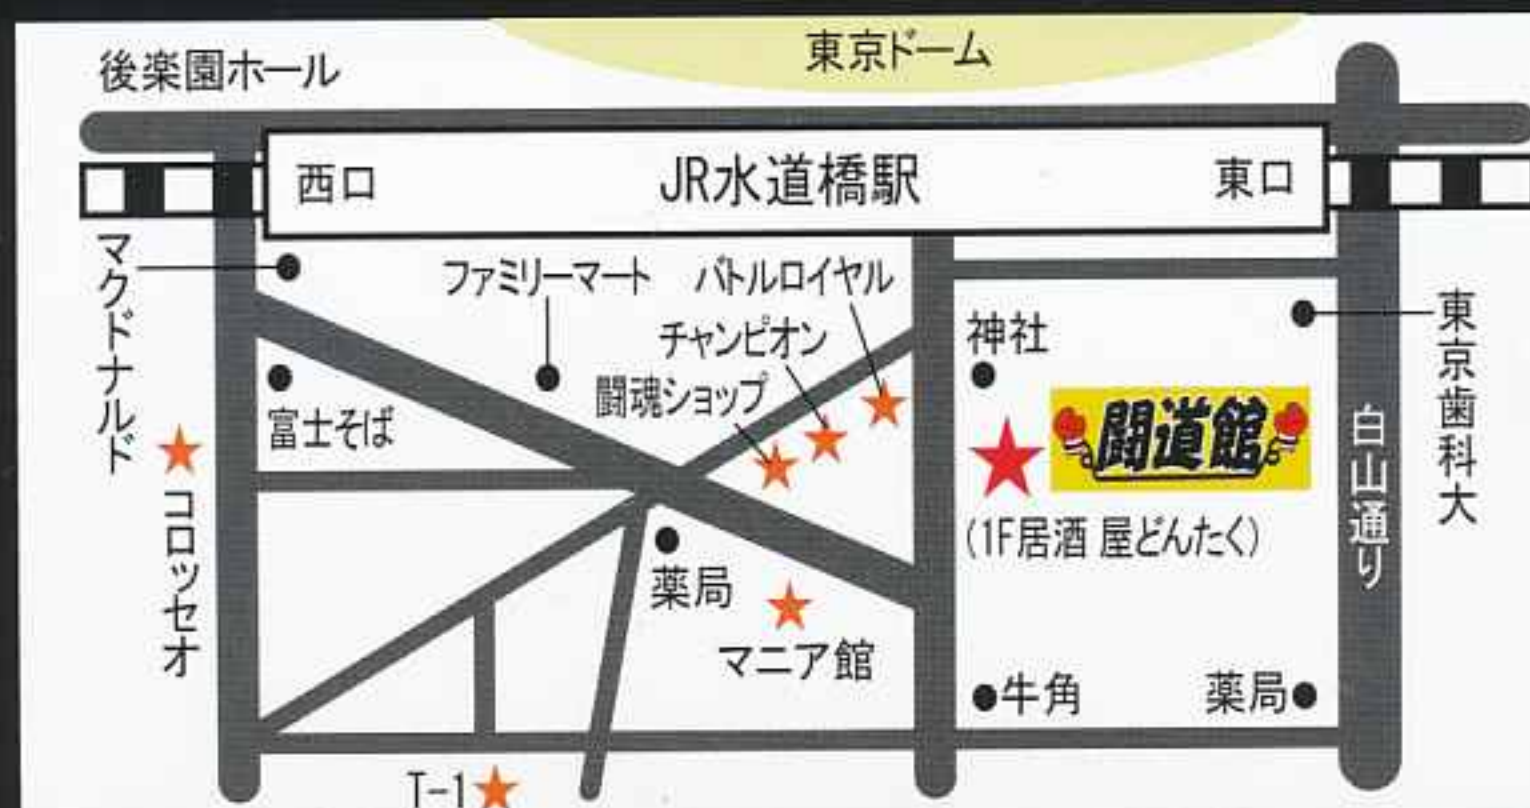 東京ドーム
後楽園ホール
西口
JR水道橋駅
東口
マクドナルド
ファミリーマート
バトルロイヤル
チャンピオン
闘魂ショップ
神社
東京歯科大
富士そば
闘道館
白山通り
コロッセオ
(1F居酒 屋どんたく)
薬局
マニア館
牛角
薬局
T-1